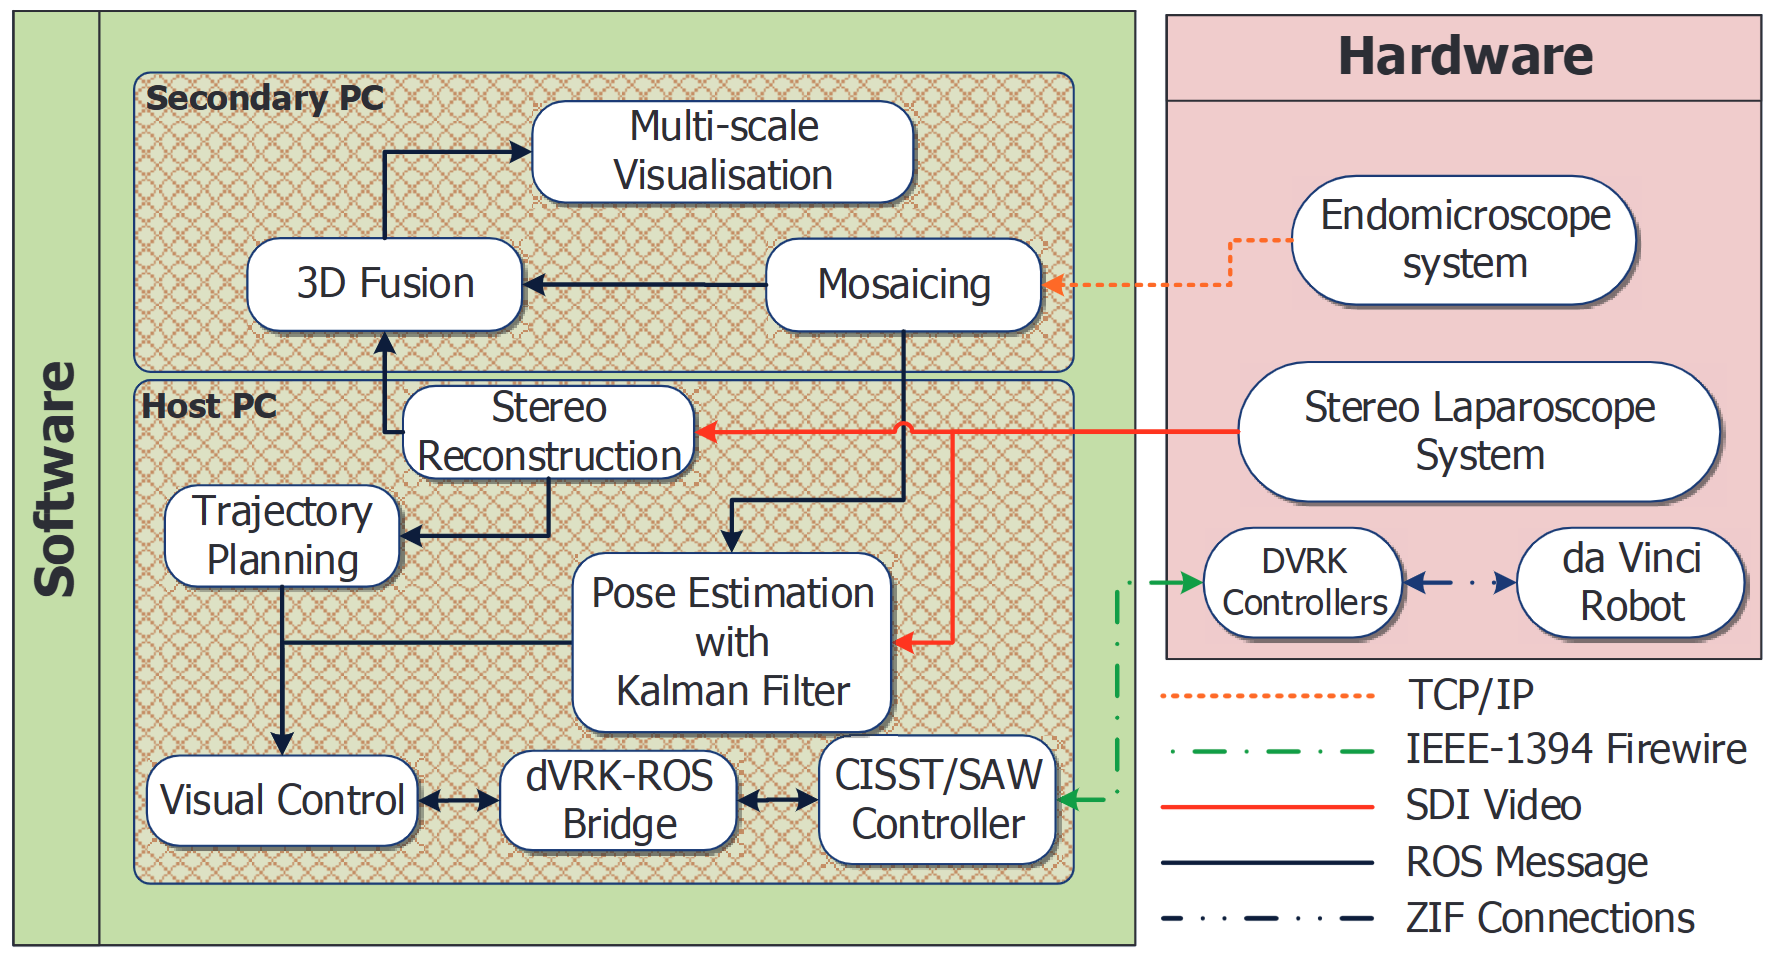 Software
Secondary PC
Multi-scale
Visualisation
3D Fusion
Mosaicing
Host PC
Stereo
Reconstruction
Trajectory
Planning
Pose Estimation
with
Kalman Filter
Visual Control
dVRK-ROS
Bridge
CISST/SAW
Controller
Hardware
Endomicroscope
system
Stereo Laparoscope
System
DVRK
Controllers
da Vinci
Robot
TCP/IP
IEEE-1394 Firewire
SDI Video
ROS Message
ZIF Connections